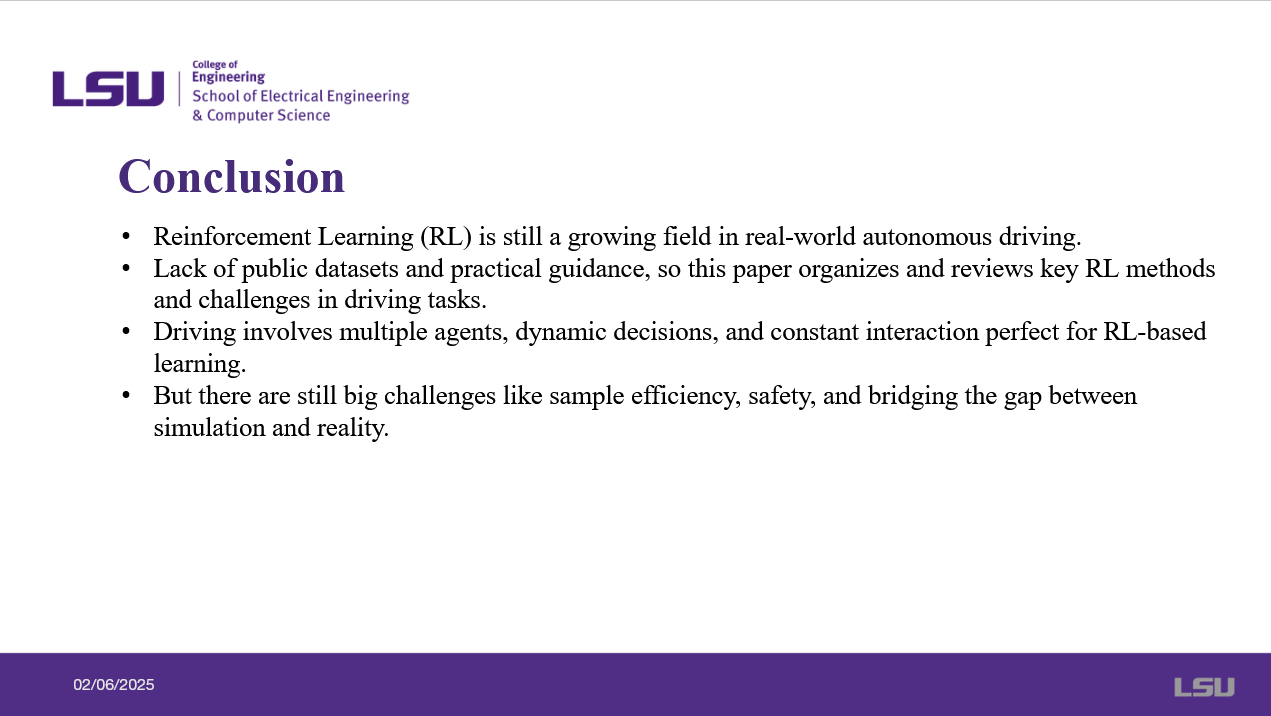 LSU
College of
Engineering
School of Electrical Engineering
& Computer Science
Conclusion
• Reinforcement Learning (RL) is still a growing field in real-world autonomous driving.
• Lack of public datasets and practical guidance, so this paper organizes and reviews key RL methods
and challenges in driving tasks.
• Driving involves multiple agents, dynamic decisions, and constant interaction perfect for RL-based
learning.
• But there are still big challenges like sample efficiency, safety, and bridging the gap between
simulation and reality.
02/06/2025
LSU